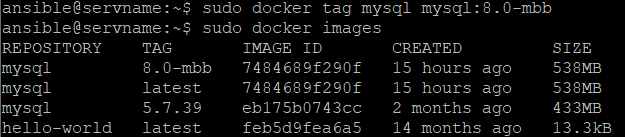 ansible@servname:~$ sudo docker tag mysql mysql:8.0-mbb
ansible@servname:~$ sudo docker images
REPOSITORY TAG IMAGE ID CREATED SIZE
mysql 8.0-mbb 7484689f290f 15 hours ago 538MB
mysql latest 7484689f290f 15 hours ago 538MB
mysql 5.7.39 eb175b0743cc 2 months ago 433MB
hello-world latest feb5d9fea6a5 14 months ago 13.3kB